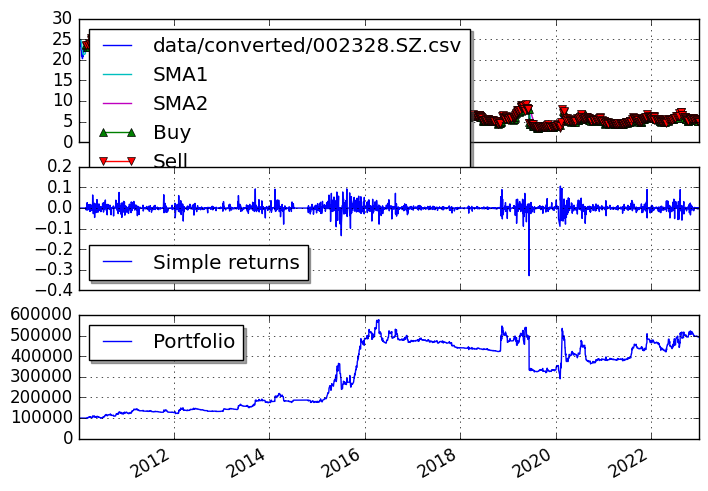 30
25
20
15
10
5
0
data/converted/002328.SZ.csv
SMA1
SMA2
Buy
Sell
0.2
0.1
0.0
−0.1
−0.2
−0.3
−0.4
Simple returns
600000
500000
400000
300000
200000
100000
0
Portfolio
2012 2014 2016 2018 2020 2022